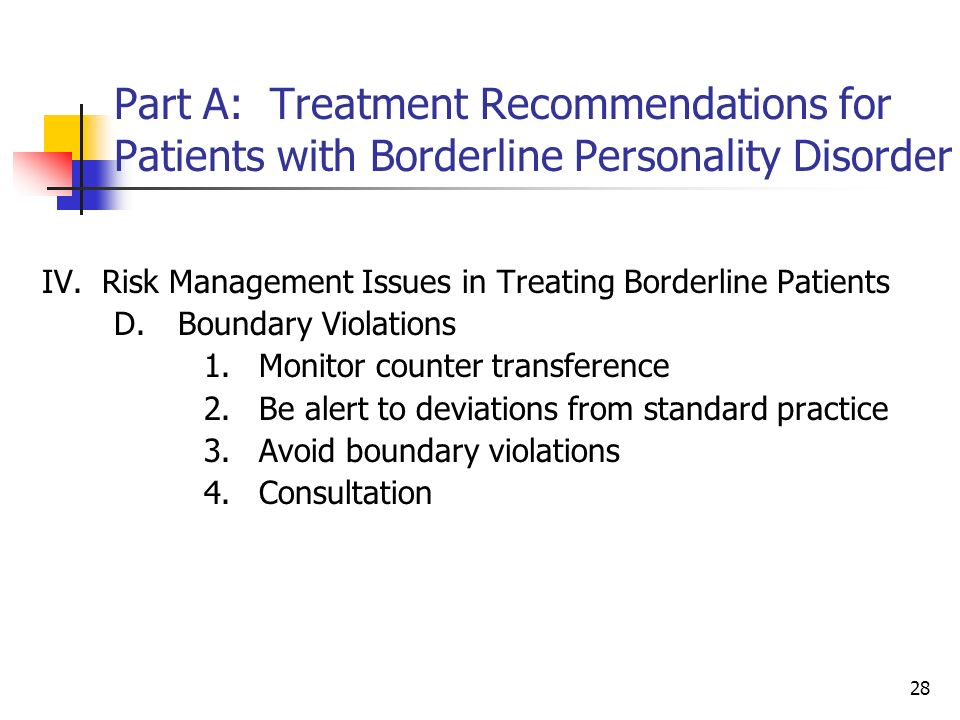 Part A: Treatment Recommendations for
Patients with Borderline Personality Disorder
IV. Risk Management Issues in Treating Borderline Patients
D. Boundary Violations
1. Monitor counter transference
2. Be alert to deviations from standard practice
3. Avoid boundary violations
4. Consultation
28